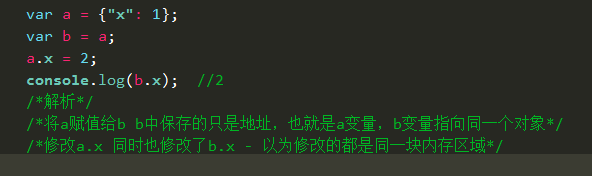 var a = {"x": 1};
var b = a;
a.x = 2;
console.log(b.x);  //2
/*解析*/
/*将a赋值给b b中保存的只是地址，也就是a变量，b变量指向同一个对象*/
/*修改a.x 同时也修改了b.x - 以为修改的都是同一块内存区域*/